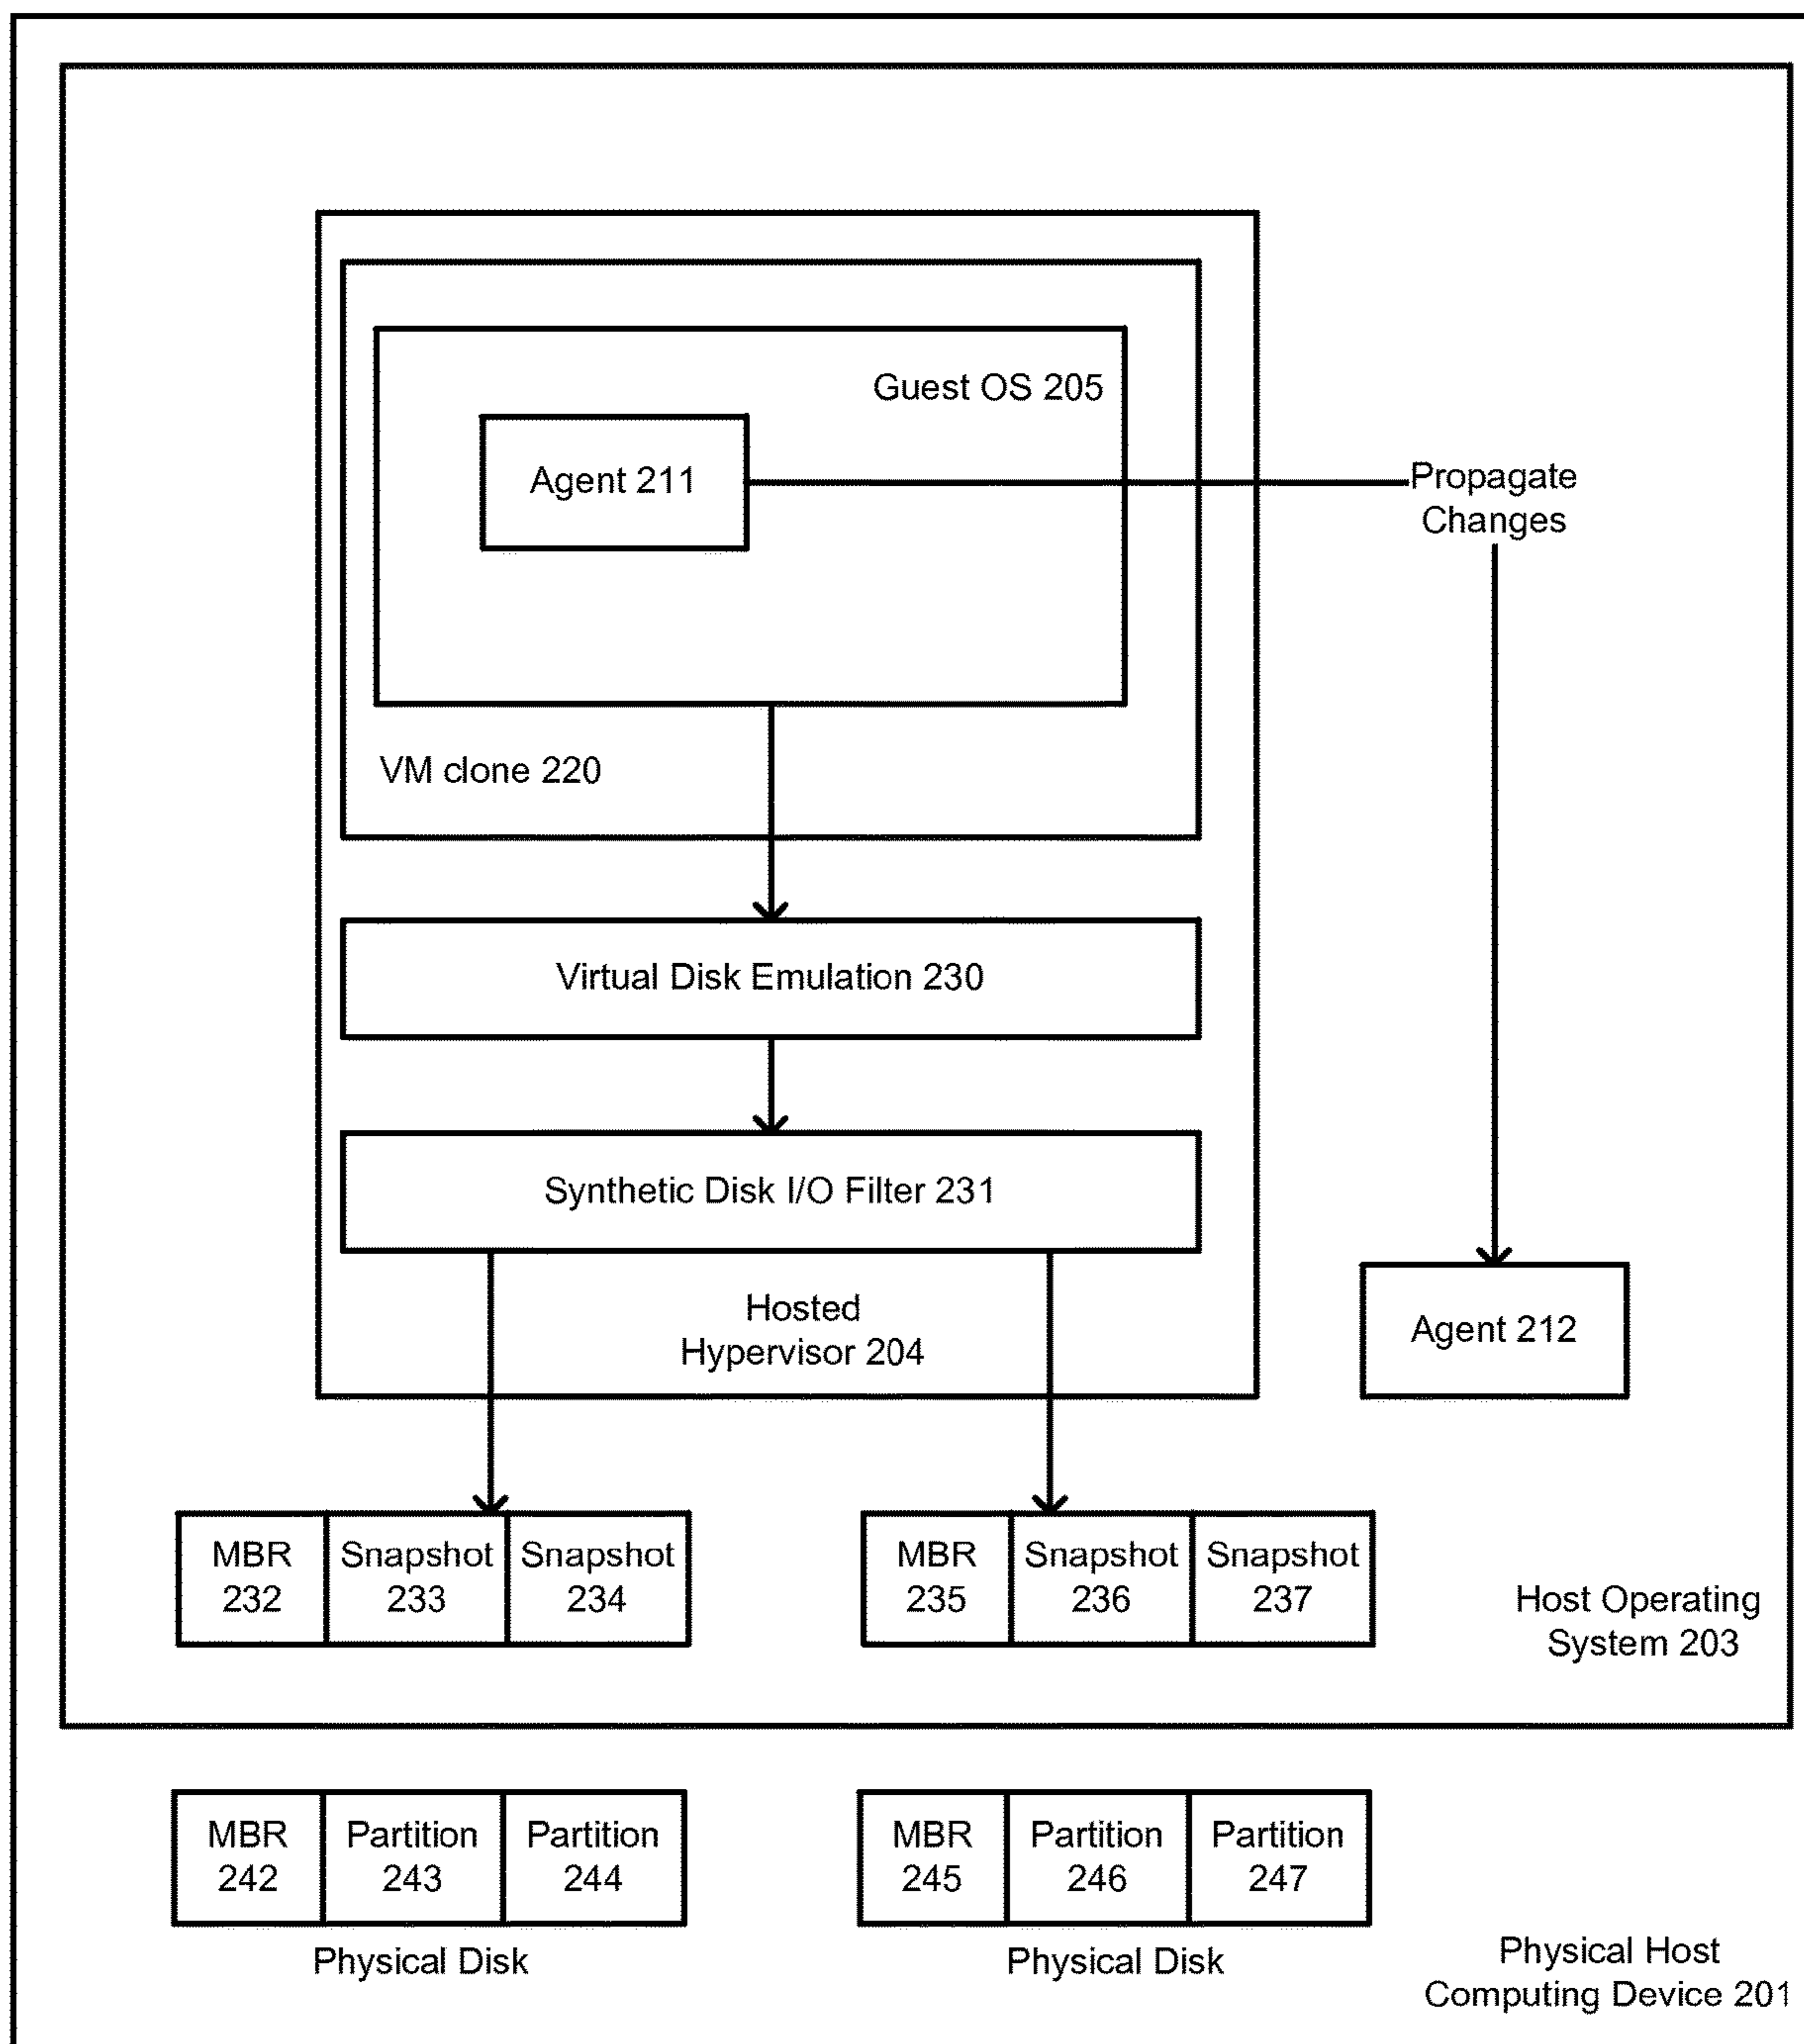 Guest OS 205
Agent 211
Propagate
Changes
VM clone 220
Virtual Disk Emulation 230
Synthetic Disk I/O Filter 231
Hosted
Hypervisor 204
Agent 212
MBR
232
Snapshot
233
Snapshot
234
MBR
235
Snapshot
236
Snapshot
237
Host Operating
System 203
MBR
242
Partition
243
Partition
244
MBR
245
Partition
246
Partition
247
Physical Disk
Physical Disk
Physical Host
Computing Device 201